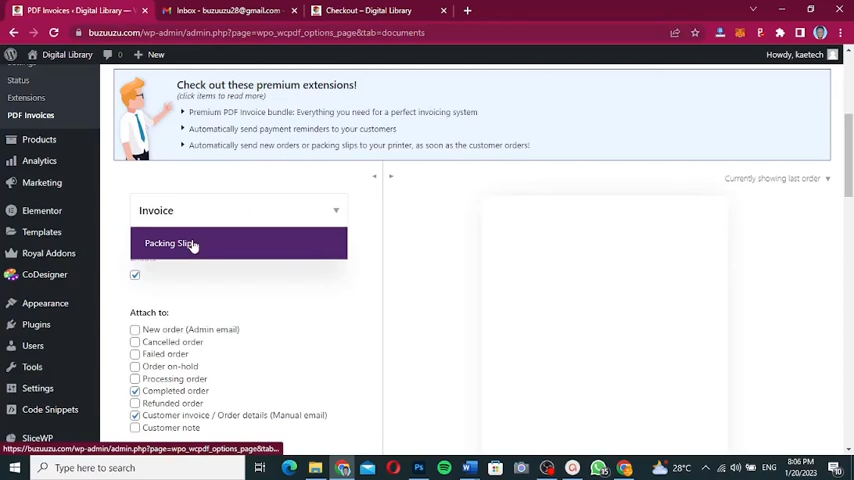 PDF Invoices ‹ Digital Library
Inbox - buzuuzu28@gmail.com
Checkout – Digital Library
buzuuzu.com/wp-admin/admin.php?page=wpo_wcpdf_options_page&tab=documents
Digital Library
0
New
Howdy, kaetech
Settings
Status
Extensions
PDF Invoices
Products
Analytics
Marketing
Elementor
Templates
Royal Addons
CoDesigner
Appearance
Plugins
Users
Tools
Settings
Code Snippets
SliceWP
Check out these premium extensions!
(click items to read more)
Premium PDF Invoice bundle: Everything you need for a perfect invoicing system
Automatically send payment reminders to your customers
Automatically send new orders or packing slips to your printer, as soon as the customer orders!
Currently showing last order
Invoice
Packing Slip
Attach to:
New order (Admin email)
Cancelled order
Failed order
Order on-hold
Processing order
Completed order
Refunded order
Customer invoice / Order details (Manual email)
Customer note
https://buzuuzu.com/wp-admin/admin.php?page=wpo_wcpdf_options_page&tab...
Type here to search
28°C
ENG
8:06 PM
1/20/2023